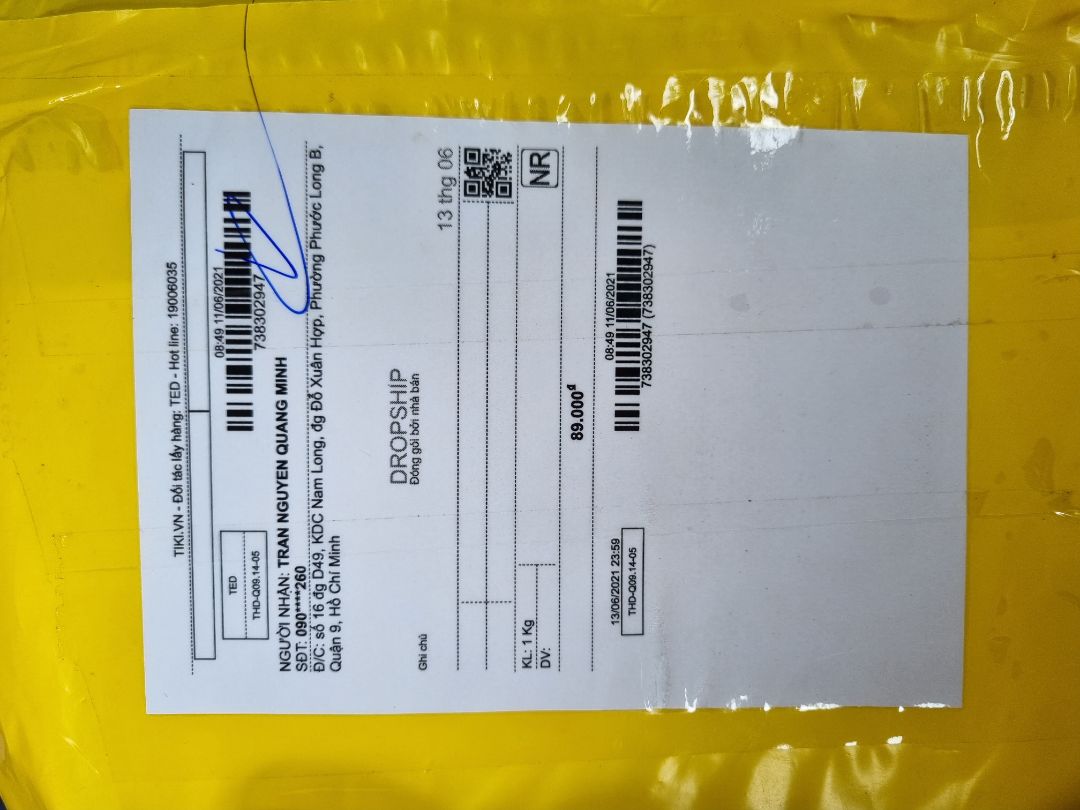 TIKI.VN - Đối tác lấy hàng: TED - Hot line: 19006035
TED
THD-Q09.14-05
08:49 11/06/2021
738302947
NGƯỜI NHẬN: TRAN NGUYEN QUANG MINH
SĐT: 090****260
Đ/C: số 16 đg D49, KDC Nam Long, đg Đỗ Xuân Hợp, Phường Phước Long B,
Quận 9, Hồ Chí Minh
DROPSHIP
Đóng gói bởi nhà bán
Ghi chú
13 thg 06
KL: 1 Kg
DV:
NR
89.000đ
13/06/2021 23:59
THD-Q09.14-05
08:49 11/06/2021
738302947 (738302947)